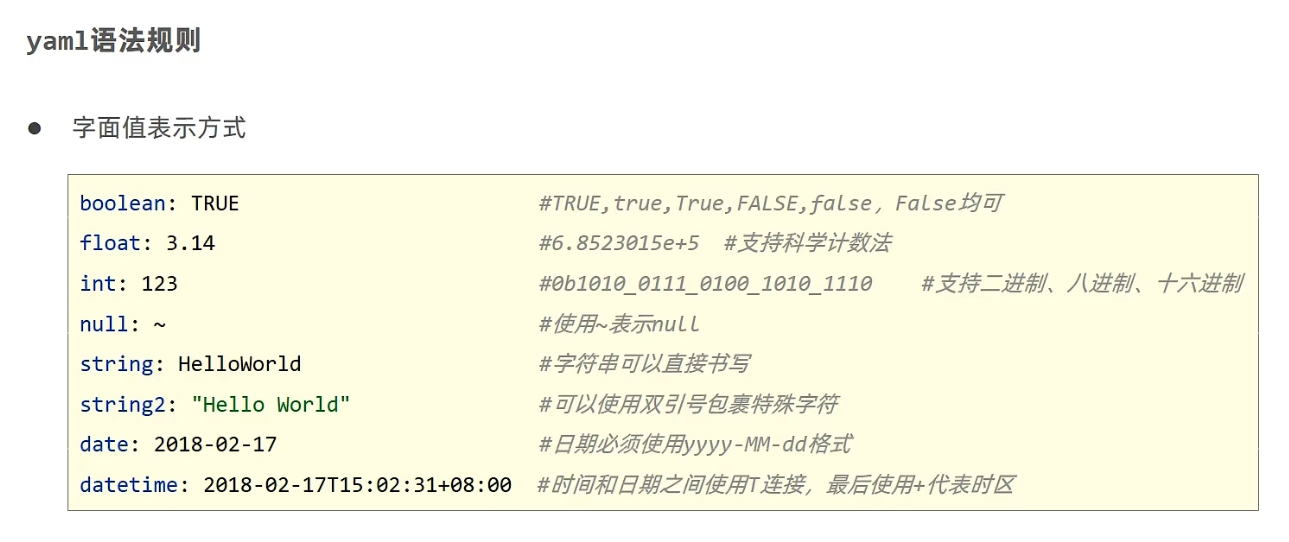 yaml语法规则
● 字面值表示方式
boolean: TRUE #TRUE,true,True,FALSE,false，False均可
float: 3.14 #6.8523015e+5 #支持科学计数法
int: 123 #0b1010_0111_0100_1010_1110 #支持二进制、八进制、十六进制
null: ~ #使用~表示null
string: HelloWorld #字符串可以直接书写
string2: "Hello World" #可以使用双引号包裹特殊字符
date: 2018-02-17 #日期必须使用yyyy-MM-dd格式
datetime: 2018-02-17T15:02:31+08:00 #时间和日期之间使用T连接，最后使用+代表时区